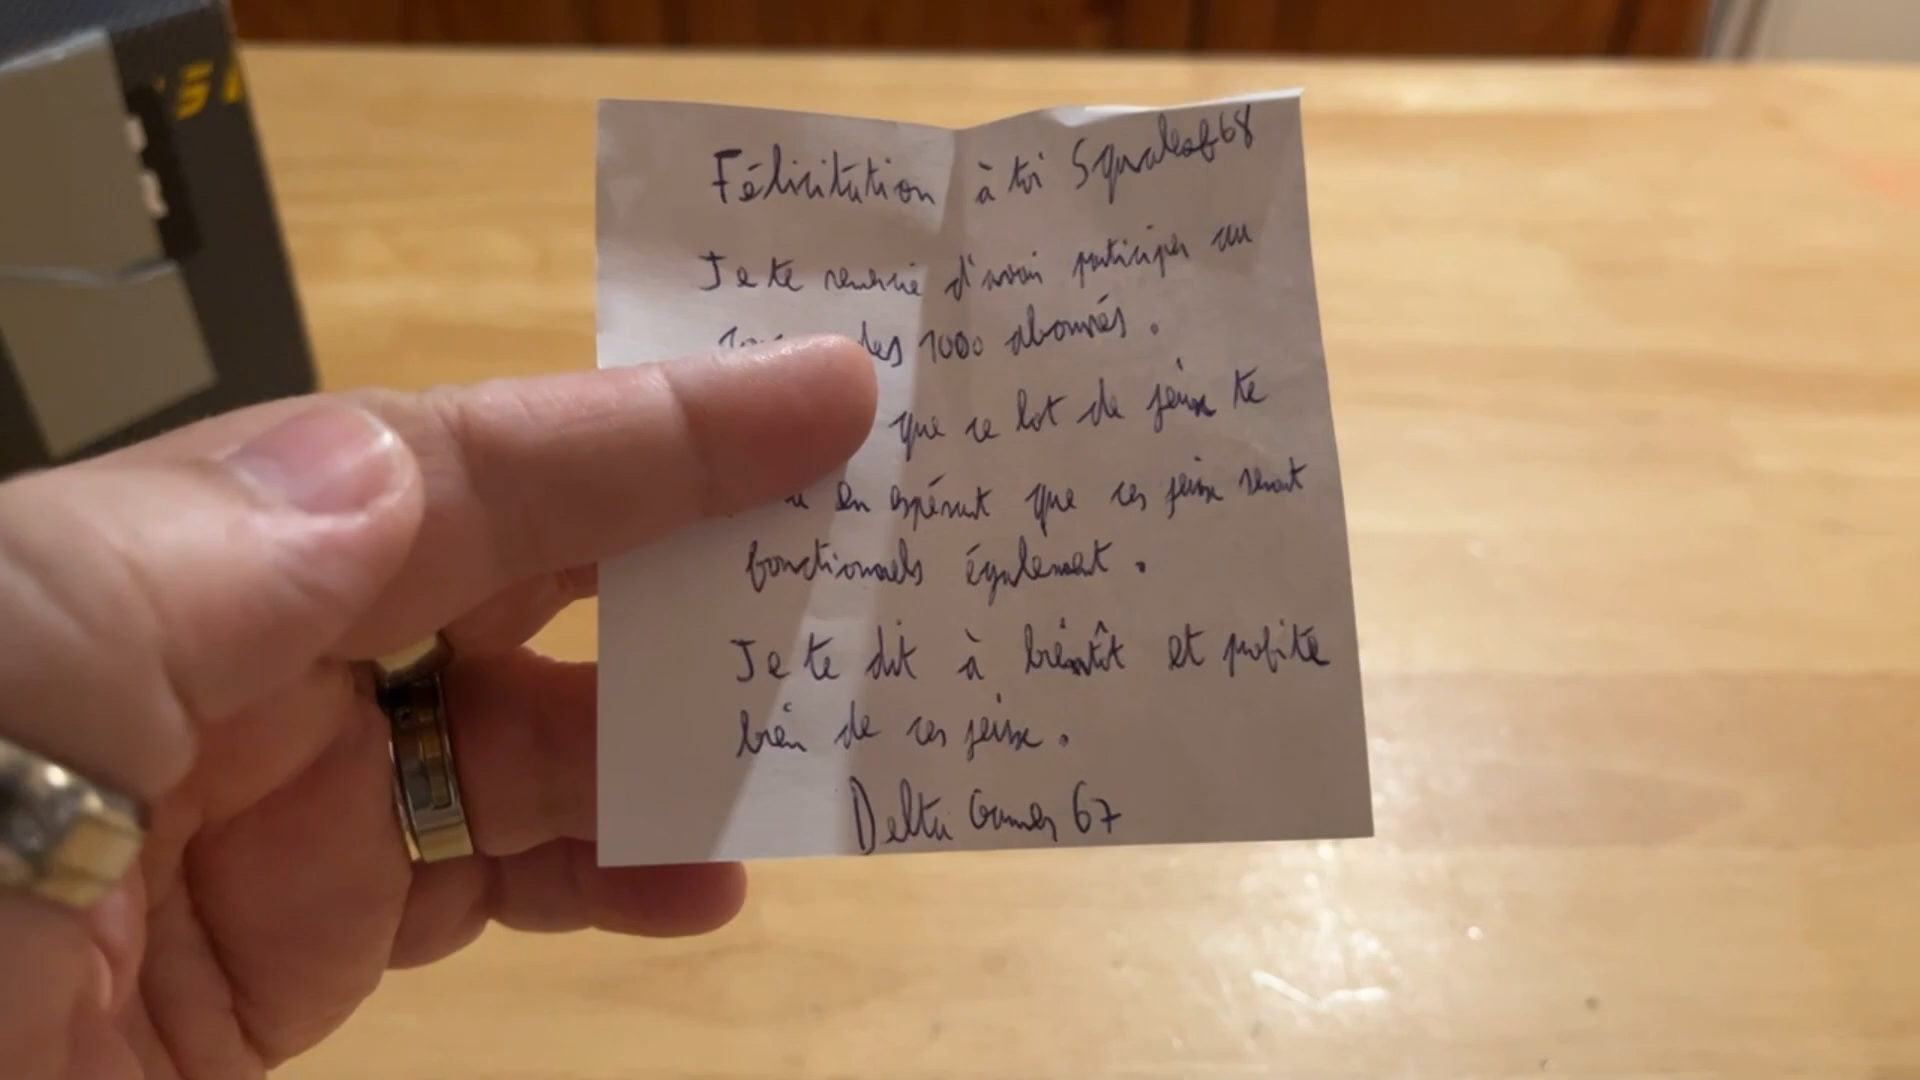 Félicitation à toi Squaleof68
Je te remercie d'avoir participer au
des 1000 abonnés.
que ce lot de jeux te
en espérant que ces jeux seront
fonctionnels également.
Je te dit à bientôt et profite
bien de ces jeux.
Delta Games 67